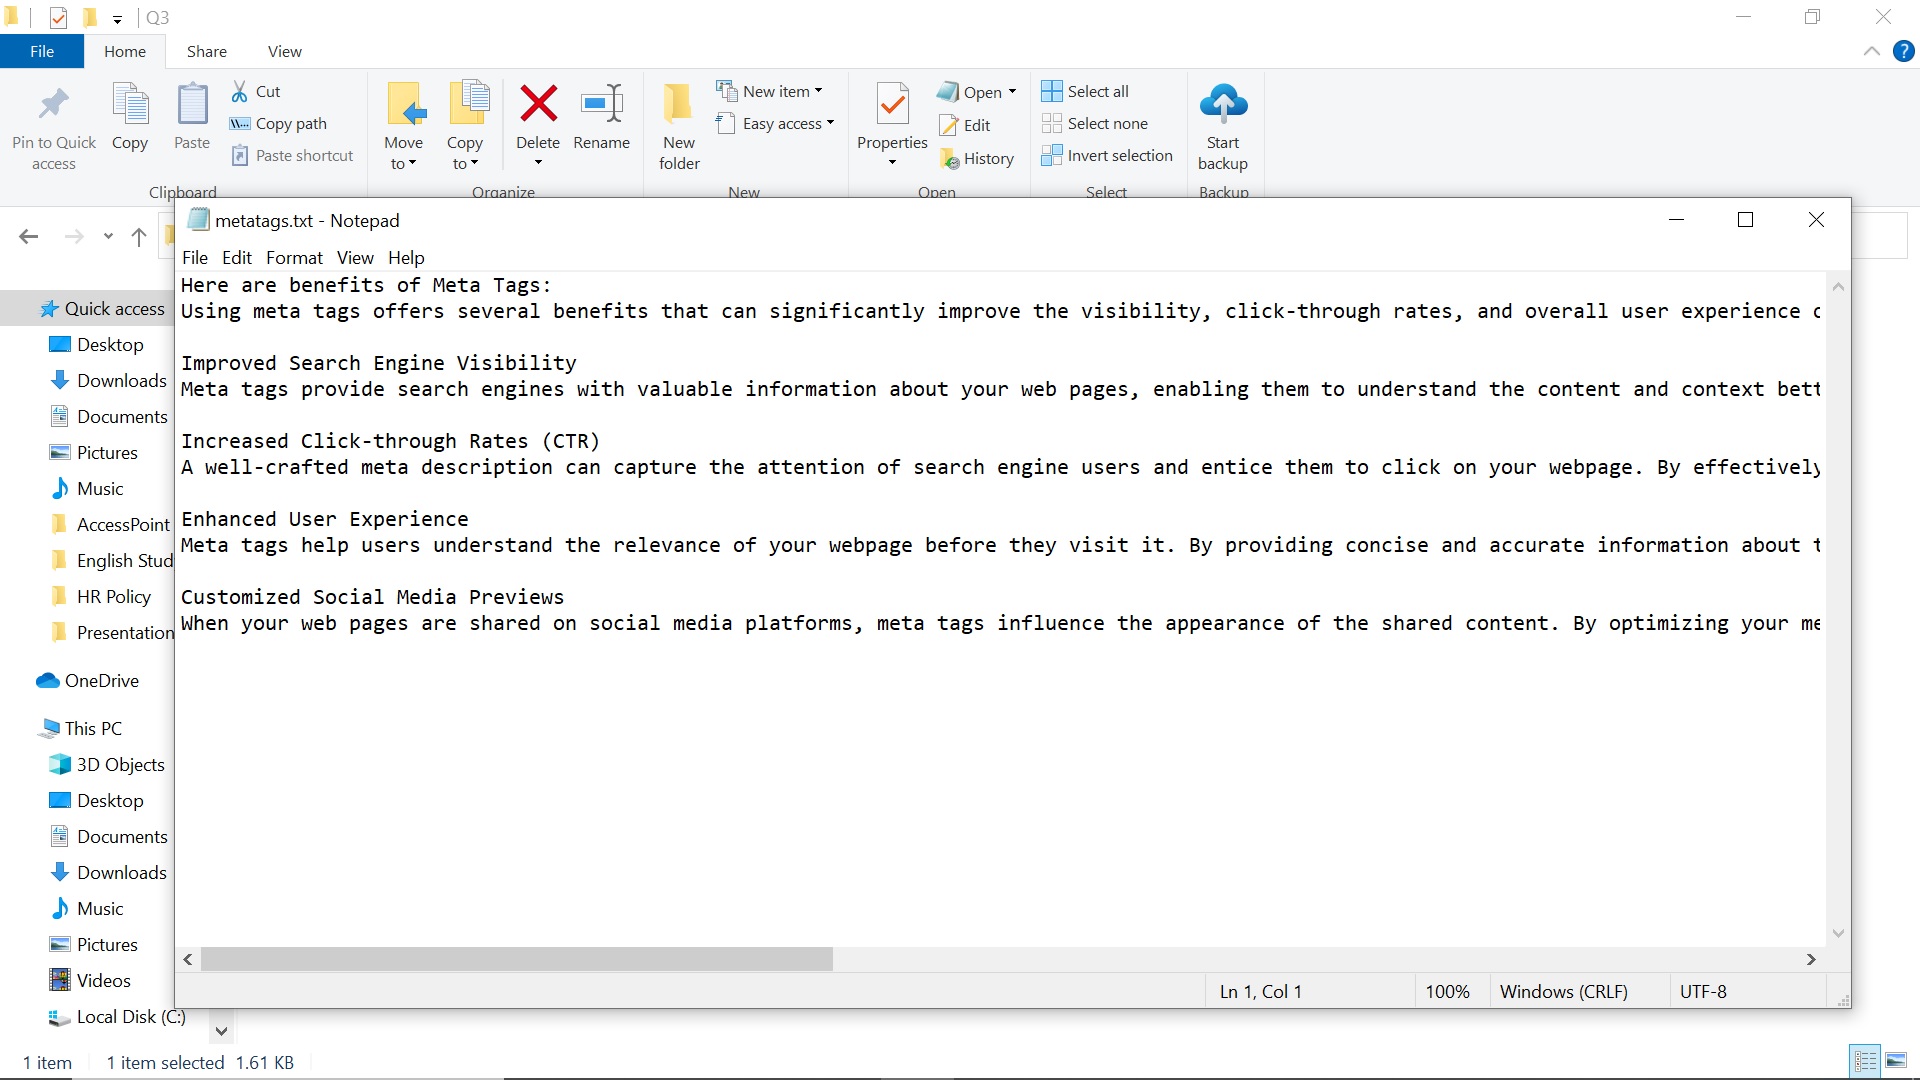 Q3
File Home Share View
Pin to Quick access
Copy
Paste
Cut
Copy path
Paste shortcut
Clipboard
Move to
Copy to
Delete
Rename
Organize
New folder
New item
Easy access
New
Properties
Open
Edit
History
Open
Select all
Select none
Invert selection
Select
Start backup
Backup
metatags.txt - Notepad
File Edit Format View Help
Here are benefits of Meta Tags:
Using meta tags offers several benefits that can significantly improve the visibility, click-through rates, and overall user experience
Improved Search Engine Visibility
Meta tags provide search engines with valuable information about your web pages, enabling them to understand the content and context bett
Increased Click-through Rates (CTR)
A well-crafted meta description can capture the attention of search engine users and entice them to click on your webpage. By effectively
Enhanced User Experience
Meta tags help users understand the relevance of your webpage before they visit it. By providing concise and accurate information about t
Customized Social Media Previews
When your web pages are shared on social media platforms, meta tags influence the appearance of the shared content. By optimizing your me
Ln 1, Col 1
100%
Windows (CRLF)
UTF-8
Quick access
Desktop
Downloads
Documents
Pictures
Music
AccessPoint
English Stud
HR Policy
Presentation
OneDrive
This PC
3D Objects
Desktop
Documents
Downloads
Music
Pictures
Videos
Local Disk (C:)
1 item 1 item selected 1.61 KB